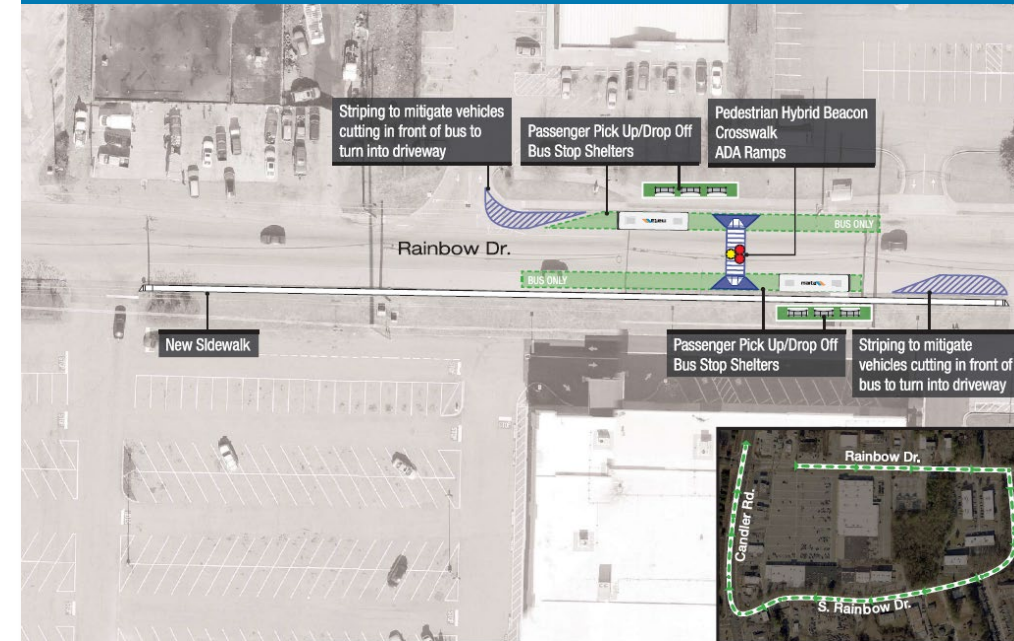 Striping to mitigate vehicles
cutting in front of bus to
turn into driveway
Passenger Pick Up/Drop Off
Bus Stop Shelters
Pedestrian Hybrid Beacon
Crosswalk
ADA Ramps
marta
BUS ONLY
Rainbow Dr.
BUS ONLY
marta
New SIdewalk
Passenger Pick Up/Drop Off
Bus Stop Shelters
Striping to mitigate
vehicles cutting in front of
bus to turn into driveway
Rainbow Dr.
Candler Rd.
S. Rainbow Dr.